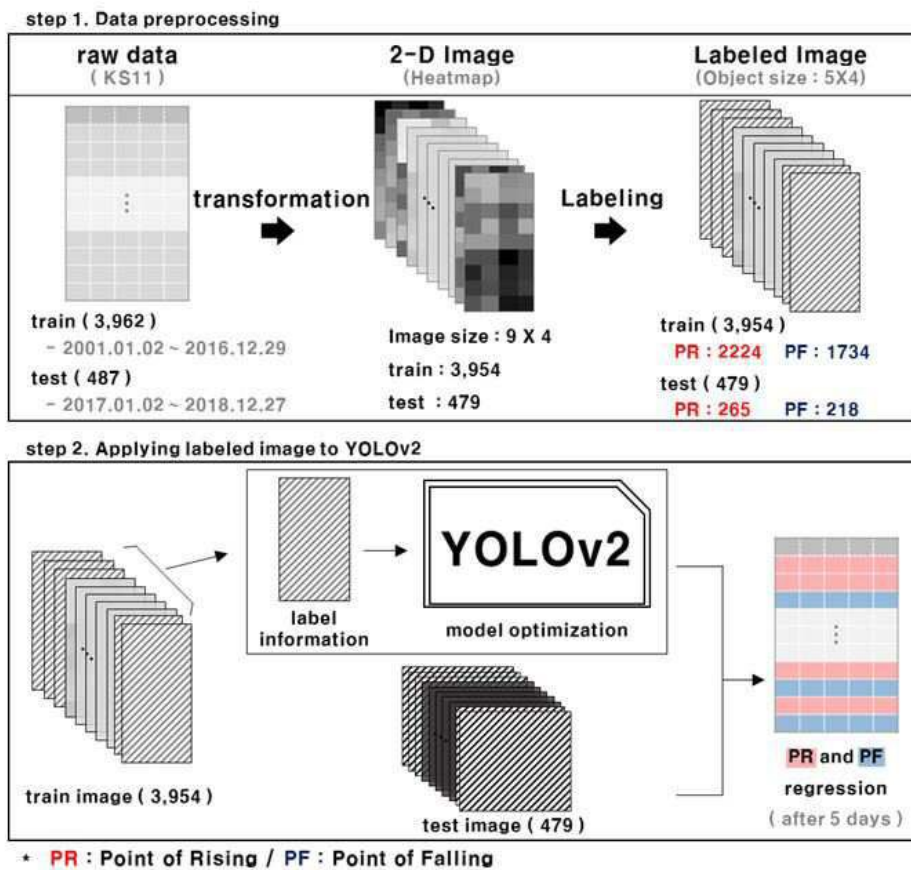 step 1. Data preprocessing
raw data
( KS11 )
2-D Image
(Heatmap)
Labeled Image
(Object size : 5X4)
transformation
Labeling
train ( 3,962 )
- 2001.01.02 ~ 2016.12.29
test ( 487 )
- 2017.01.02 ~ 2018.12.27
Image size : 9 X 4
train : 3,954
test : 479
train ( 3,954 )
PR : 2224 PF : 1734
test ( 479 )
PR : 265 PF : 218
step 2. Applying labeled image to YOLOv2
YOLOv2
label
information
model optimization
train image ( 3,954 )
test image ( 479 )
PR and PF
regression
( after 5 days )
* PR : Point of Rising / PF : Point of Falling